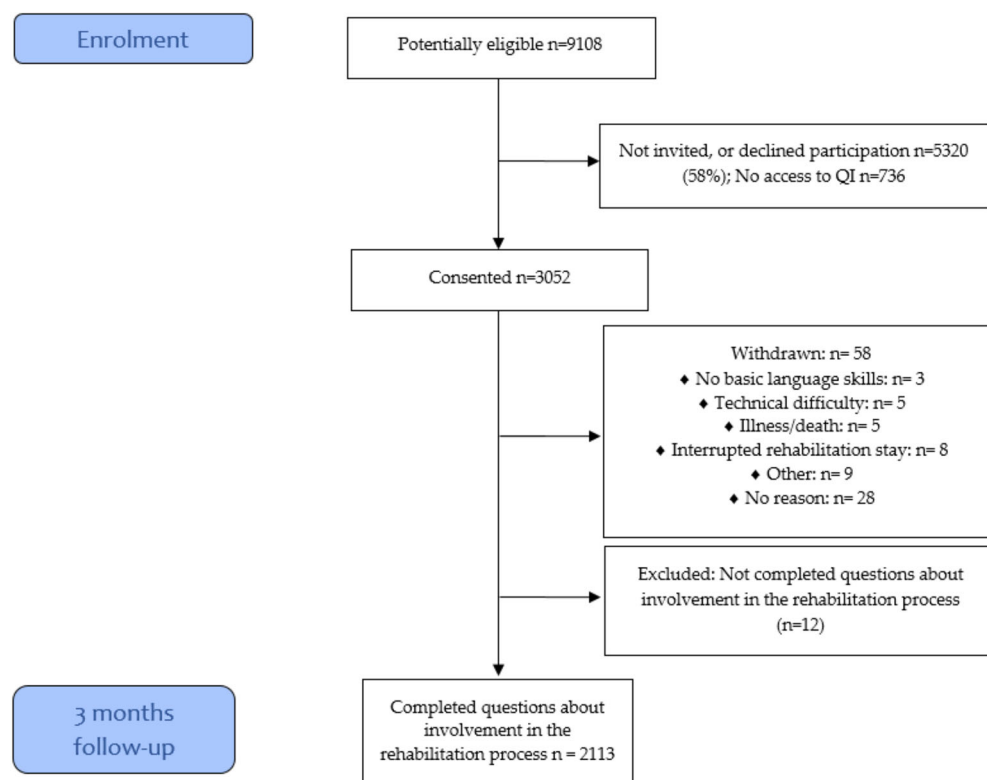 Enrolment
Potentially eligible n=9108
Not invited, or declined participation n=5320
(58%); No access to QI n=736
Consented n=3052
Withdrawn: n= 58
♦ No basic language skills: n= 3
♦ Technical difficulty: n= 5
♦ Illness/death: n= 5
♦ Interrupted rehabilitation stay: n= 8
♦ Other: n= 9
♦ No reason: n= 28
Excluded: Not completed questions about
involvement in the rehabilitation process
(n=12)
3 months
follow-up
Completed questions about
involvement in the
rehabilitation process n = 2113